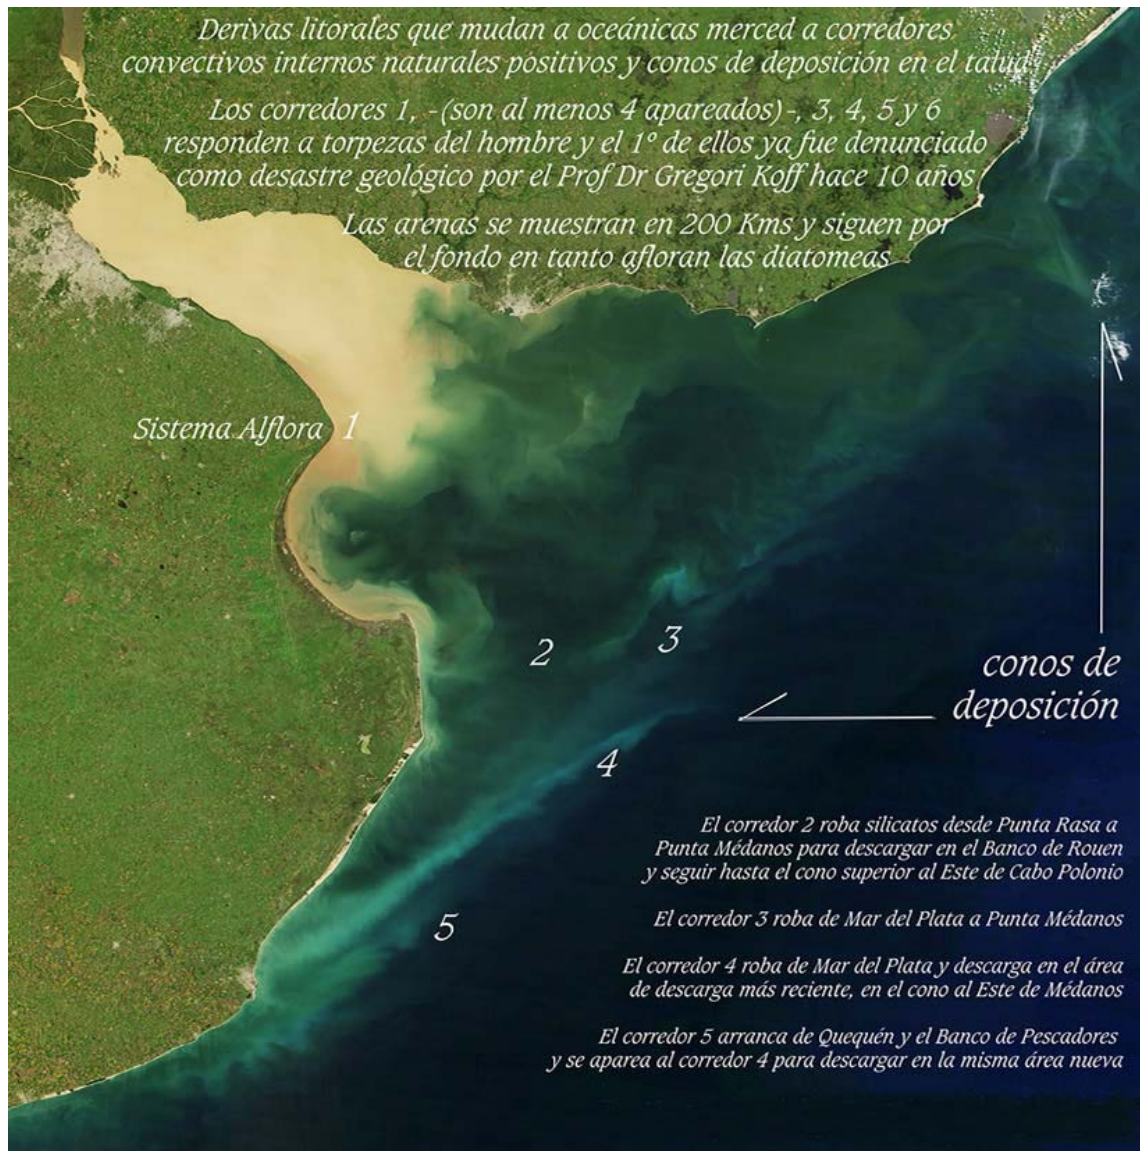 Derivas litorales que mudan a oceánicas merced a corredores
convectivos internos naturales positivos y conos de deposición en el talud
Los corredores 1, -(son al menos 4 apareados)-, 3, 4, 5 y 6
responden a torpezas del hombre y el 1º de ellos ya fue denunciado
como desastre geológico por el Prof Dr Gregori Koff hace 10 años
Las arenas se muestran en 200 Kms y siguen por
el fondo en tanto afloran las diatomeas
Sistema Alflora 1
2
3
conos de
deposición
4
El corredor 2 roba silicatos desde Punta Rasa a
Punta Médanos para descargar en el Banco de Rouen
y seguir hasta el cono superior al Este de Cabo Polonio
5
El corredor 3 roba de Mar del Plata a Punta Médanos
El corredor 4 roba de Mar del Plata y descarga en el área
de descarga más reciente, en el cono al Este de Médanos
El corredor 5 arranca de Quequén y el Banco de Pescadores
y se aparea al corredor 4 para descargar en la misma área nueva